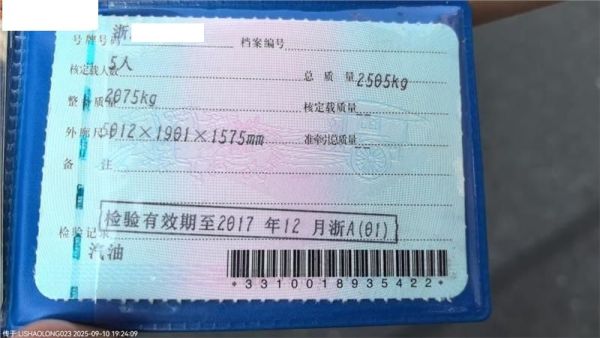 号牌号码 浙 档案编号
核定载人数 5人 总质量 2505kg
整备质量 2075kg 核定载质量 --
外廓尺寸 5012×1901×1575mm 准牵引总质量 --
备注
检验记录 检验有效期至2017年12月浙A(01)
汽油
*3310018935422*
传于:LISHAOLONG023 2025-09-10 19:24:09